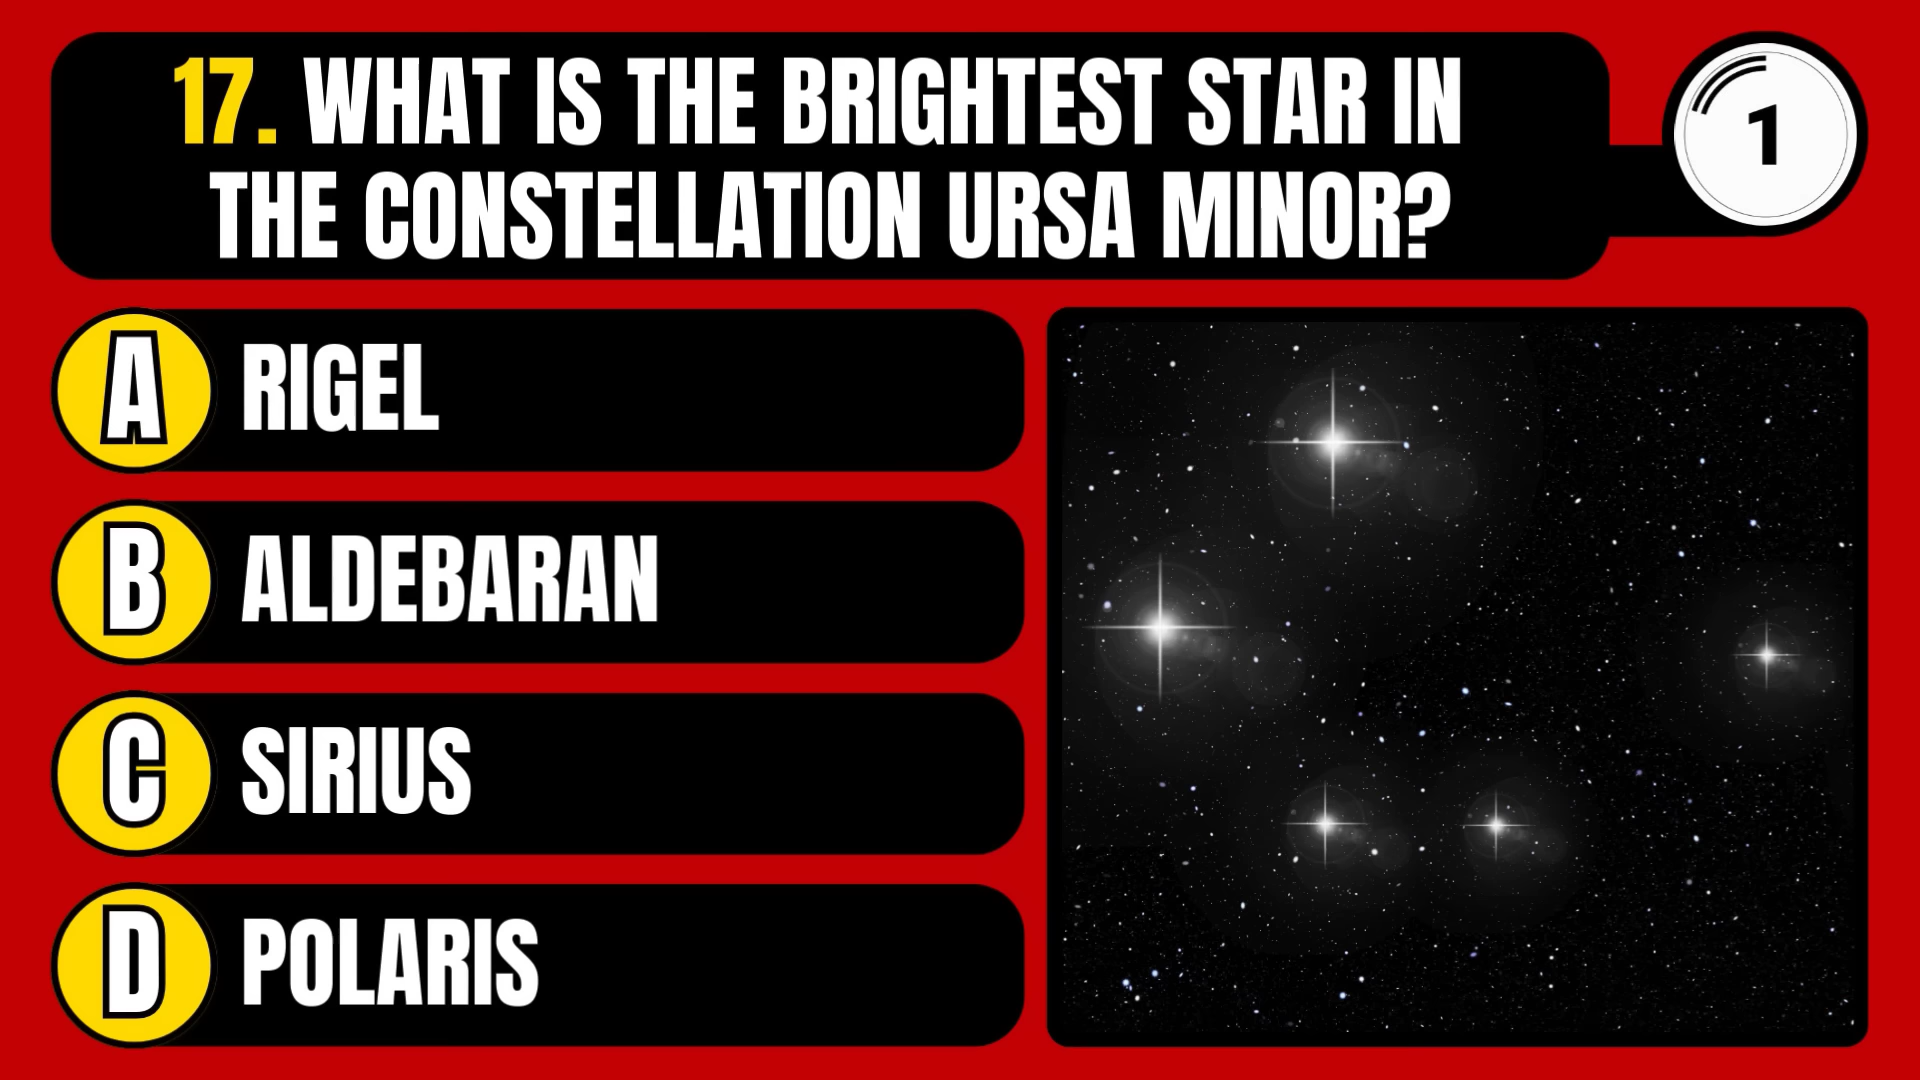 17. WHAT IS THE BRIGHTEST STAR IN
THE CONSTELLATION URSA MINOR?
1
A RIGEL
B ALDEBARAN
C SIRIUS
D POLARIS